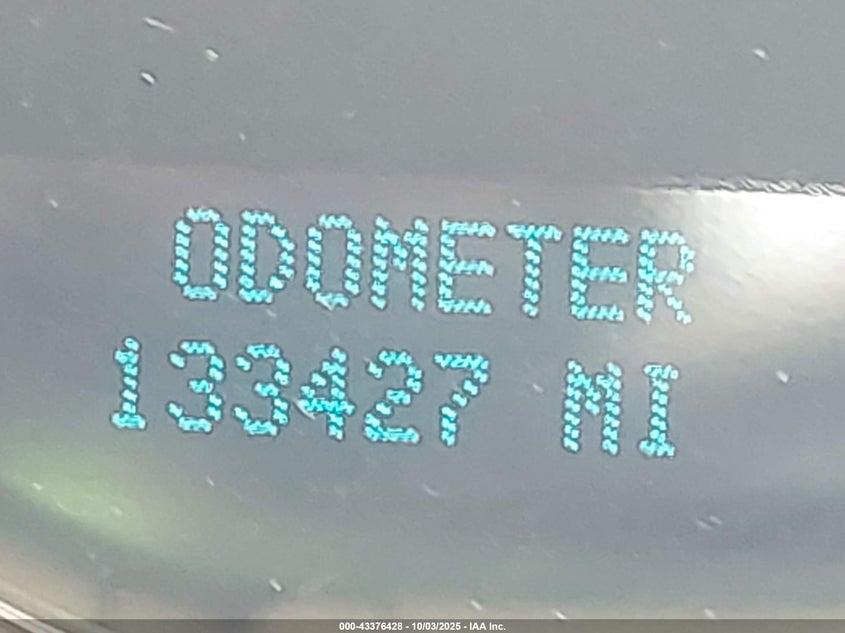 ODOMETER
133427 MI
000-43376428 - 10/03/2025 - IAA Inc.